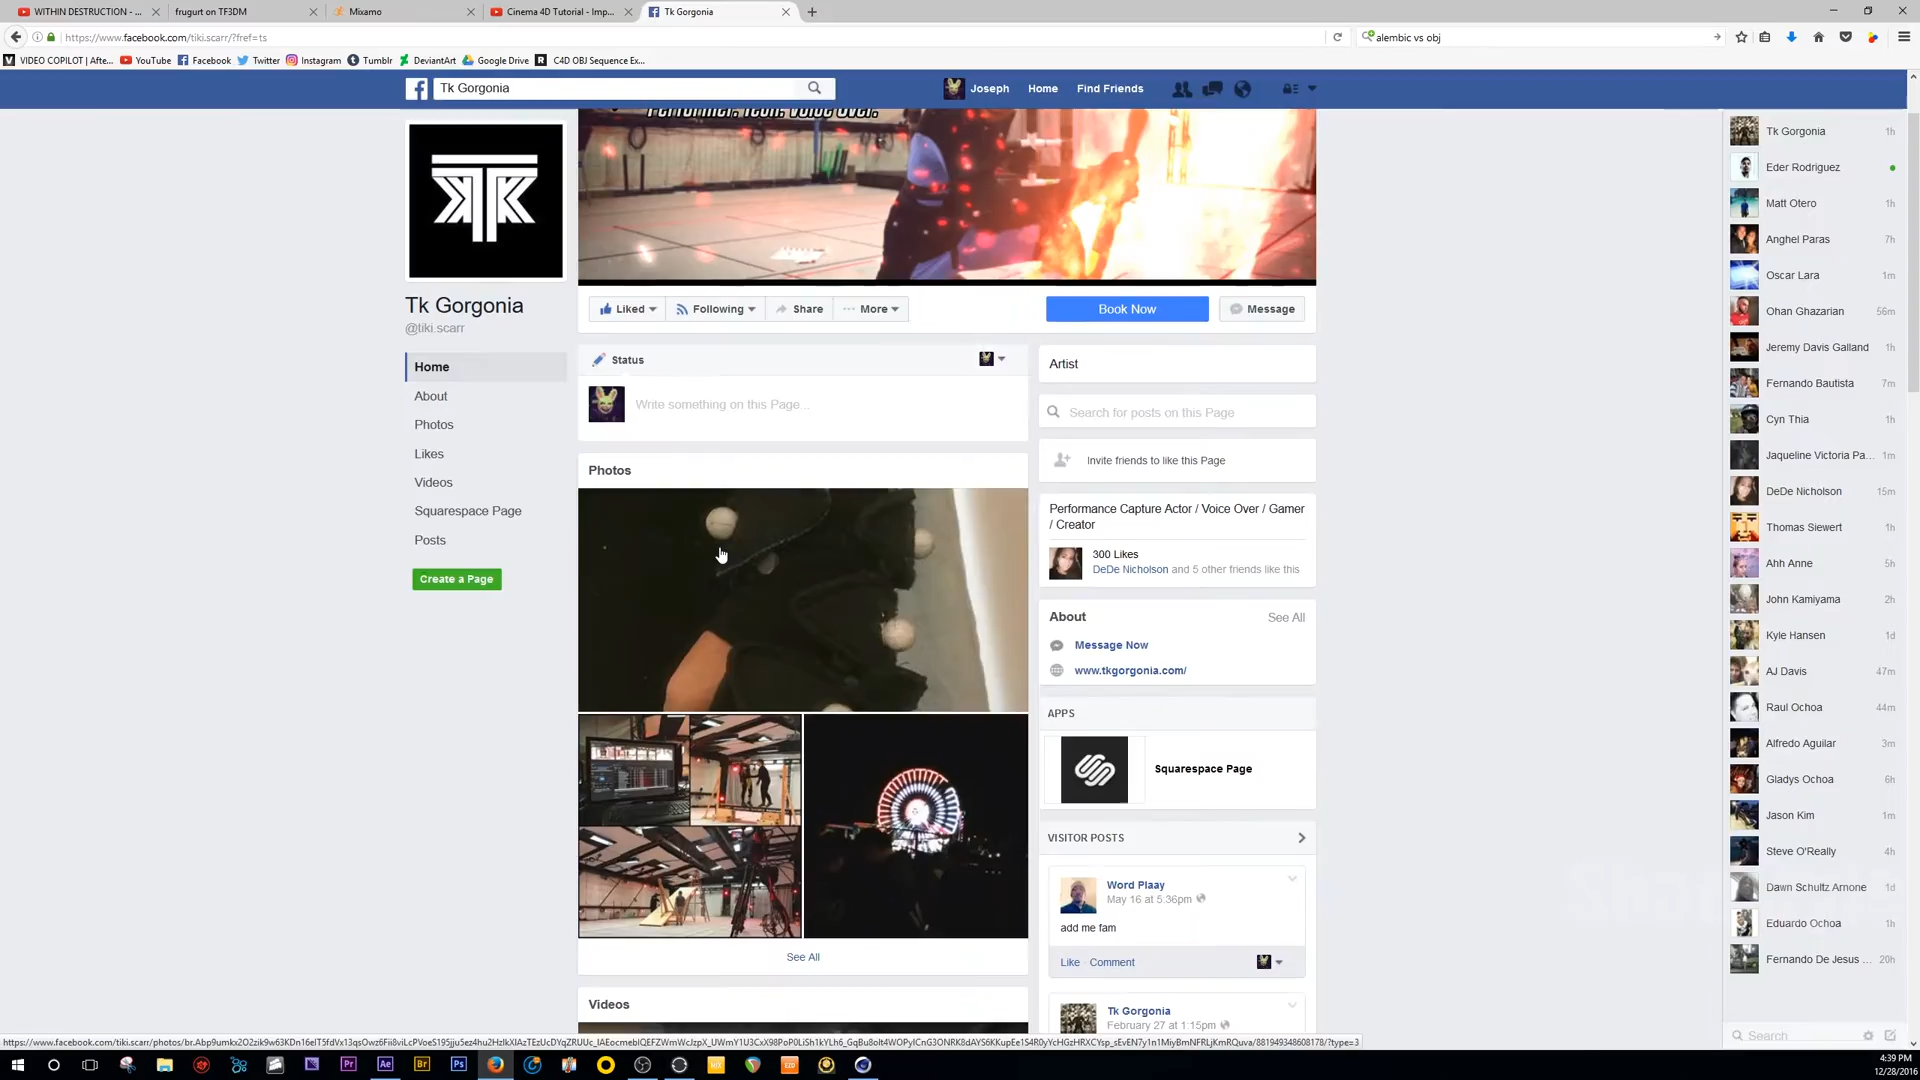 WITHIN DESTRUCTION - ...
frugurt on TF3DM
Mixamo
Cinema 4D Tutorial - Imp...
Tk Gorgonia
https://www.facebook.com/tiki.scarr/?fref=ts
alembic vs obj
VIDEO COPILOT | Afte...
YouTube
Facebook
Twitter
Instagram
Tumblr
DeviantArt
Google Drive
C4D OBJ Sequence Ex...
Tk Gorgonia
Joseph
Home
Find Friends
Performer. Icon. Voice Over.
TK
Tk Gorgonia
@tiki.scarr
Home
About
Photos
Likes
Videos
Squarespace Page
Posts
Create a Page
Liked
Following
Share
More
Book Now
Message
Status
Write something on this Page...
Photos
See All
Videos
Artist
Search for posts on this Page
Invite friends to like this Page
Performance Capture Actor / Voice Over / Gamer
/ Creator
300 Likes
DeDe Nicholson and 5 other friends like this
About
See All
Message Now
www.tkgorgonia.com/
APPS
Squarespace Page
VISITOR POSTS
Word Plaay
May 16 at 5:36pm
add me fam
Like · Comment
Tk Gorgonia
February 27 at 1:15pm
Tk Gorgonia 1h
Eder Rodriguez
Matt Otero 1h
Anghel Paras 7h
Oscar Lara 1m
Ohan Ghazarian 56m
Jeremy Davis Galland 1h
Fernando Bautista 7m
Cyn Thia 1h
Jaqueline Victoria Pa... 1m
DeDe Nicholson 15m
Thomas Siewert 1h
Ahh Anne 5h
John Kamiyama 2h
Kyle Hansen 1d
AJ Davis 47m
Raul Ochoa 44m
Alfredo Aguilar 3m
Gladys Ochoa 6h
Jason Kim 1m
Steve O'Really 4h
Dawn Schultz Arnone 1d
Eduardo Ochoa 1h
Fernando De Jesus ... 20h
Search
4:39 PM
12/28/2016